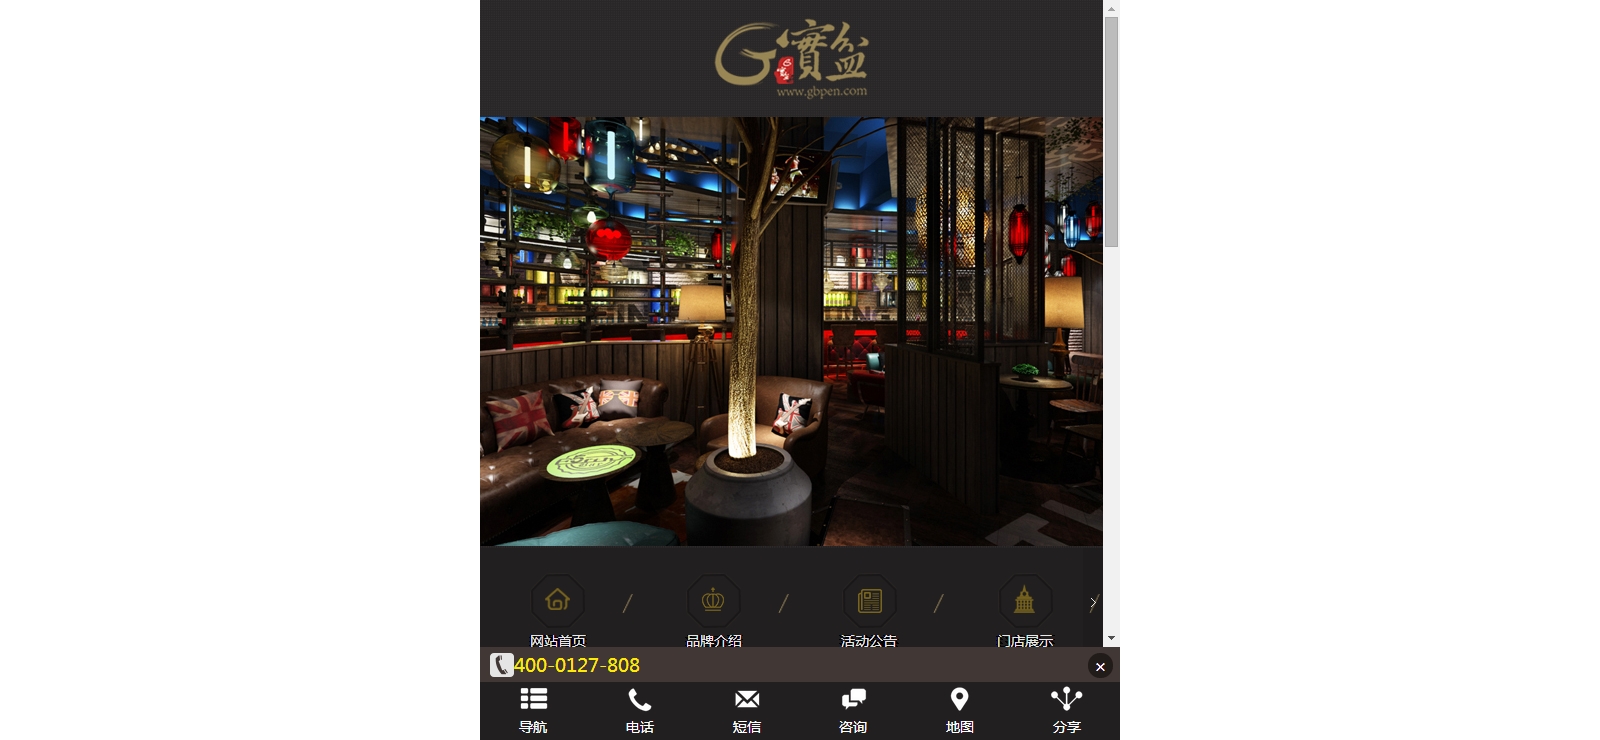 G寶盆
www.gbpen.com
网站首页
品牌介绍
活动公告
门店展示
400-0127-808
导航
电话
短信
咨询
地图
分享